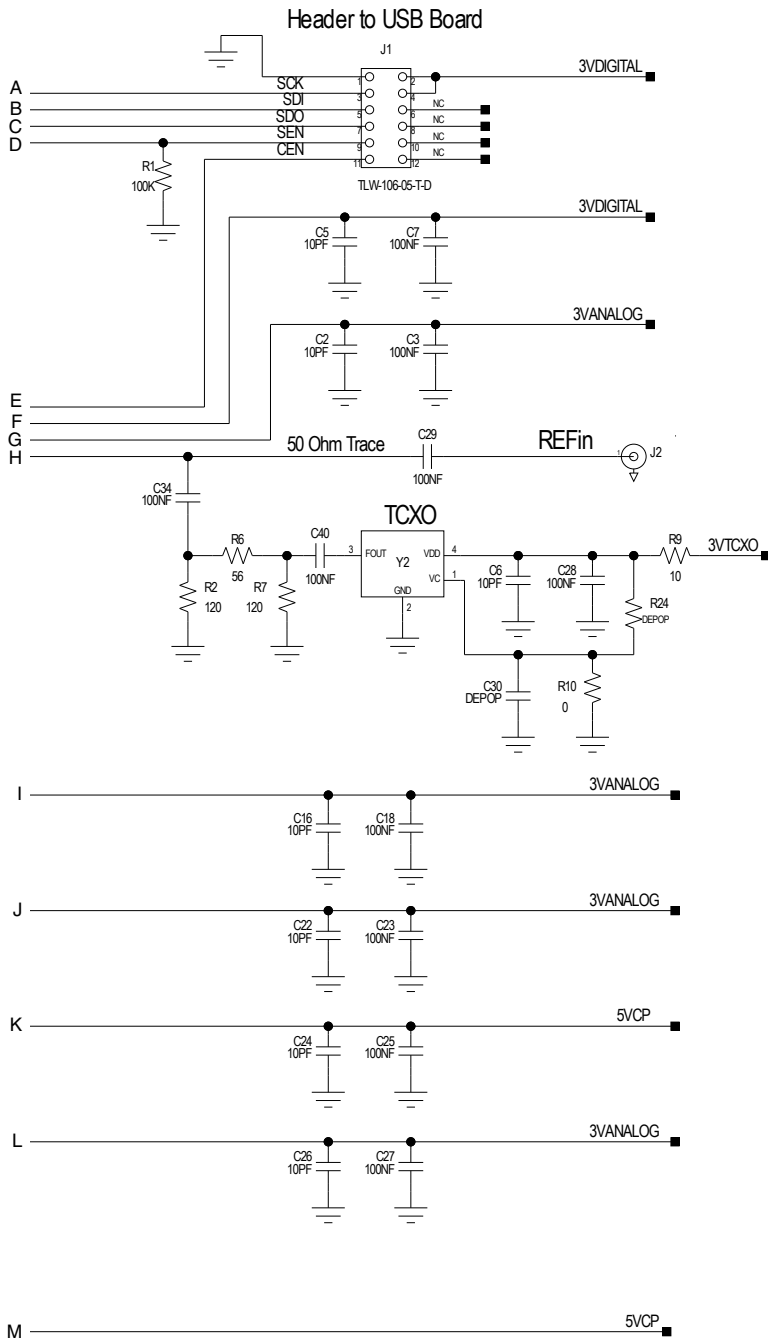 Header to USB Board
J1
3VDIGITAL
1 2
A SCK
3 4 NC
B SDI
5 6 NC
C SDO
7 8 NC
D SEN
9 10 NC
CEN
11 12
R1
100K
TLW-106-05-T-D
3VDIGITAL
C5
10PF
C7
100NF
3VANALOG
C2
10PF
C3
100NF
E
F
G
H
50 Ohm Trace
C29
100NF
REFin
1
J2
C34
100NF
TCXO
R6
56
C40
100NF
3 FOUT
Y2
VDD 4
VC 1
GND
2
R9
10
3VTCXO
R2
120
R7
120
C6
10PF
C28
100NF
R24
DEPOP
C30
DEPOP
R10
0
I
3VANALOG
C16
10PF
C18
100NF
J
3VANALOG
C22
10PF
C23
100NF
K
5VCP
C24
10PF
C25
100NF
L
3VANALOG
C26
10PF
C27
100NF
M
5VCP